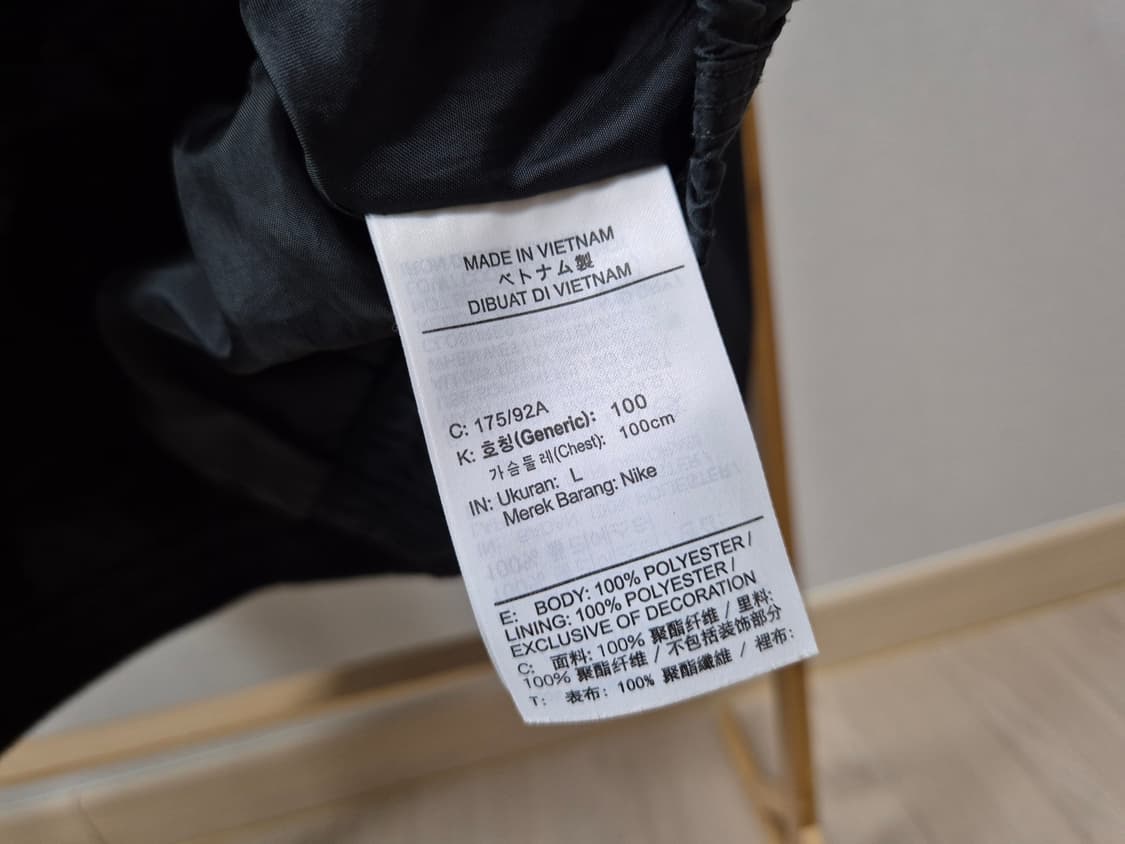 MADE IN VIETNAM
ベトナム製
DIBUAT DI VIETNAM
C: 175/92A
K: 호칭(Generic): 100
가슴둘레(Chest): 100cm
IN: Ukuran: L
Merek Barang: Nike
E: BODY: 100% POLYESTER /
LINING: 100% POLYESTER /
EXCLUSIVE OF DECORATION
C: 面料: 100% 聚酯纤维 / 里料:
100% 聚酯纤维 / 不包括装饰部分
T: 表布: 100% 聚酯纖維 / 裡布: